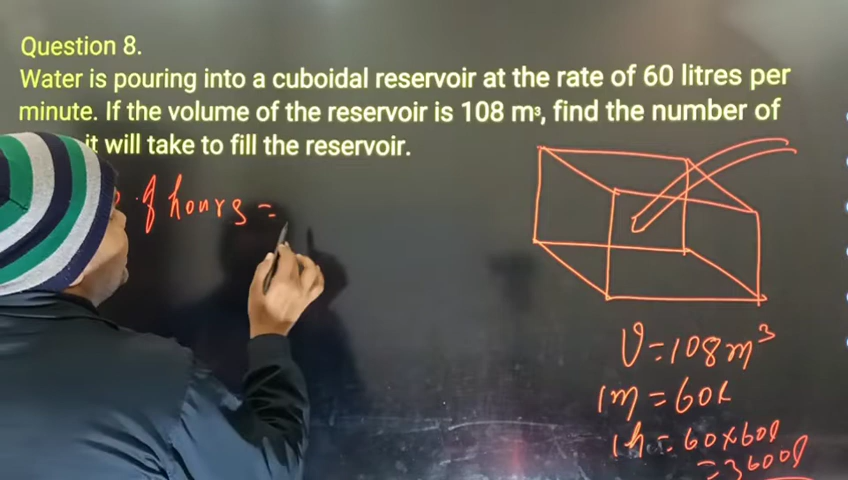 Question 8.
Water is pouring into a cuboidal reservoir at the rate of 60 litres per
minute. If the volume of the reservoir is 108 m³, find the number of
it will take to fill the reservoir.
of hours =
V=108m³
1m = 60l
1h = 60×60l
= 3600l